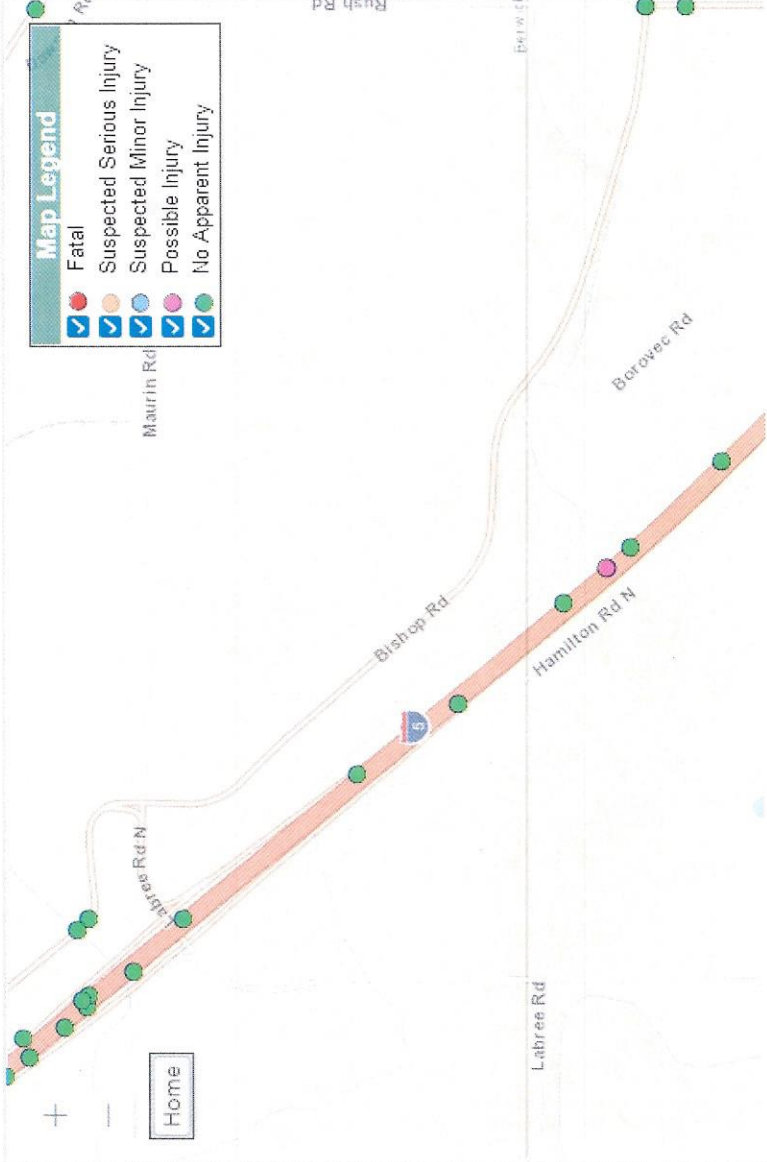 Map Legend
Fatal
Suspected Serious Injury
Suspected Minor Injury
Possible Injury
No Apparent Injury
Rush Rd
Maurin Rd
Borovec Rd
Bishop Rd
Hamilton Rd N
5
Labree Rd N
Labree Rd
+
−
Home